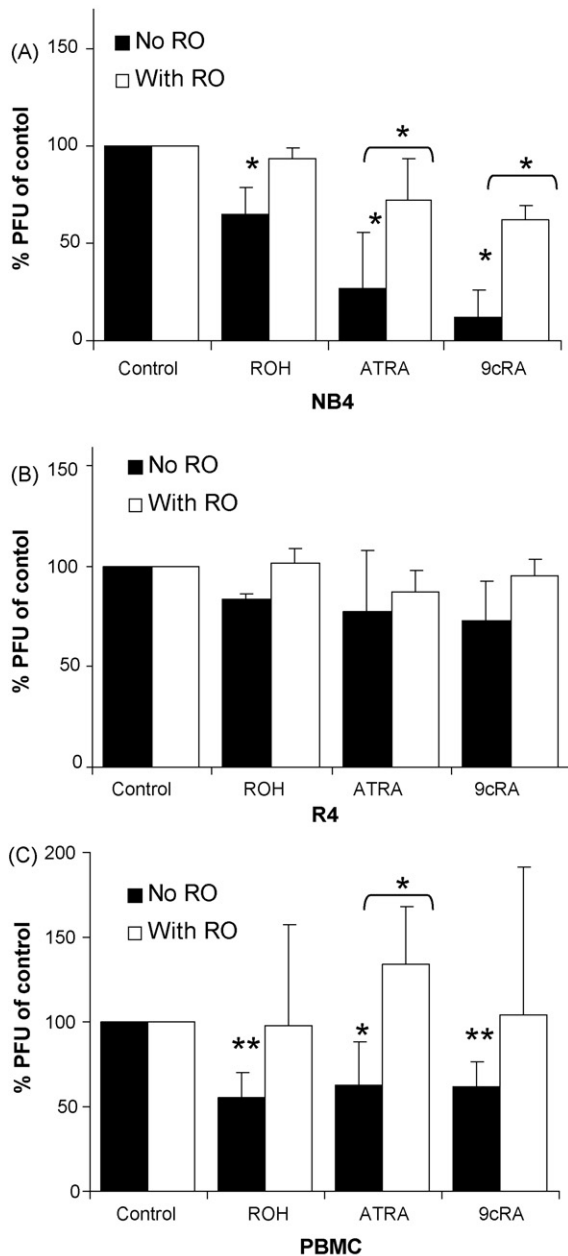 (A)
% PFU of contol
150
100
50
0
No RO
With RO
*
*
*
*
*
Control ROH ATRA 9cRA
NB4
(B)
% PFU of contol
150
100
50
0
No RO
With RO
Control ROH ATRA 9cRA
R4
(C)
% PFU of control
200
150
100
50
0
No RO
With RO
**
*
*
**
Control ROH ATRA 9cRA
PBMC